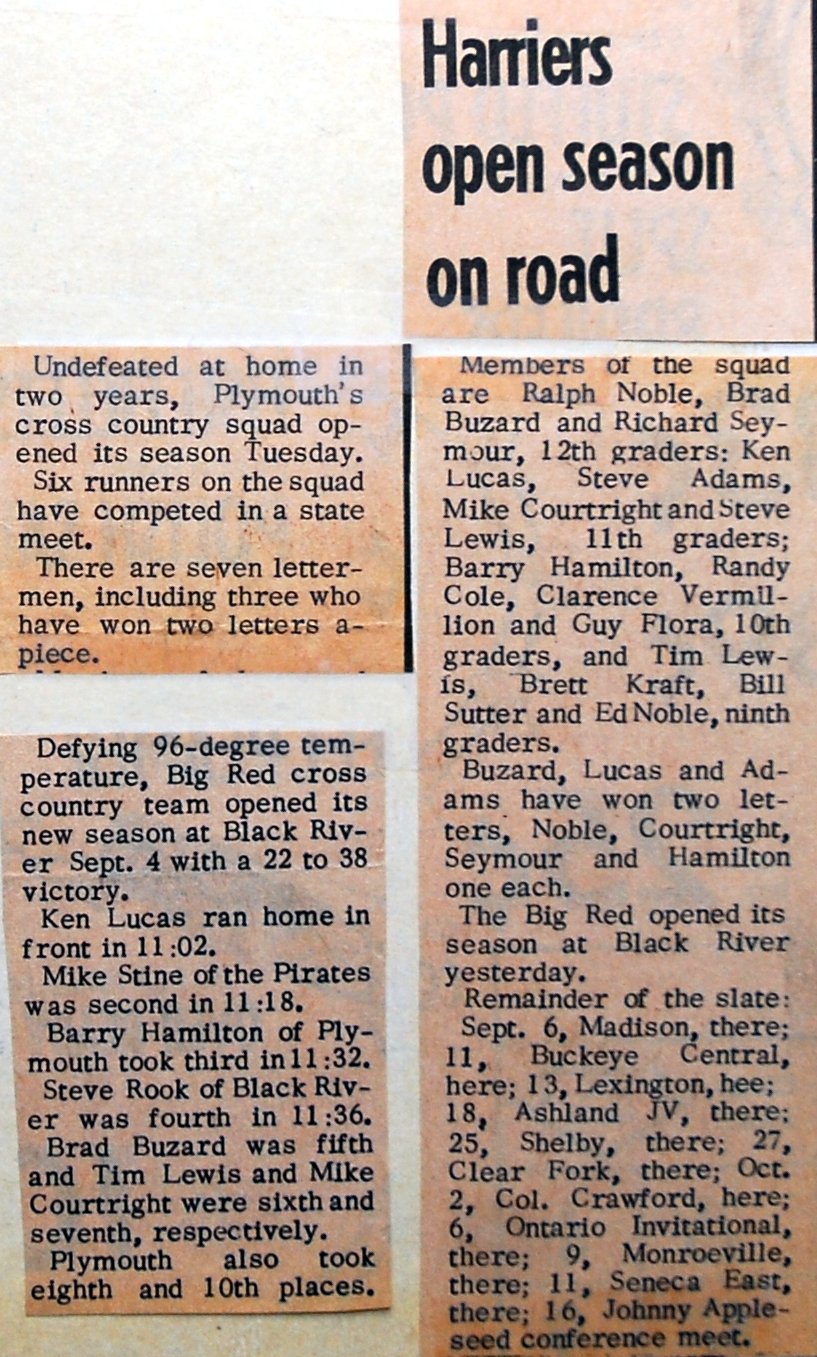 Harriers
open season
on road
Undefeated at home in
two years, Plymouth's
cross country squad op-
ened its season Tuesday.
Six runners on the squad
have competed in a state
meet.
There are seven letter-
men, including three who
have won two letters a-
piece.
Members of the squad
are Ralph Noble, Brad
Buzard and Richard Sey-
mour, 12th graders: Ken
Lucas, Steve Adams,
Mike Courtright and Steve
Lewis, 11th graders;
Barry Hamilton, Randy
Cole, Clarence Vermil-
lion and Guy Flora, 10th
graders, and Tim Lew-
is, Brett Kraft, Bill
Sutter and Ed Noble, ninth
graders.
Buzard, Lucas and Ad-
ams have won two let-
ters, Noble, Courtright,
Seymour and Hamilton
one each.
The Big Red opened its
season at Black River
yesterday.
Remainder of the slate:
Sept. 6, Madison, there;
11, Buckeye Central,
here; 13, Lexington, hee;
18, Ashland JV, there;
25, Shelby, there; 27,
Clear Fork, there; Oct.
2, Col. Crawford, here;
6, Ontario Invitational,
there; 9, Monroeville,
there; 11, Seneca East,
there; 16, Johnny Apple-
seed conference meet.
Defying 96-degree tem-
perature, Big Red cross
country team opened its
new season at Black Riv-
er Sept. 4 with a 22 to 38
victory.
Ken Lucas ran home in
front in 11:02.
Mike Stine of the Pirates
was second in 11:18.
Barry Hamilton of Ply-
mouth took third in 11:32.
Steve Rook of Black Riv-
er was fourth in 11:36.
Brad Buzard was fifth
and Tim Lewis and Mike
Courtright were sixth and
seventh, respectively.
Plymouth also took
eighth and 10th places.